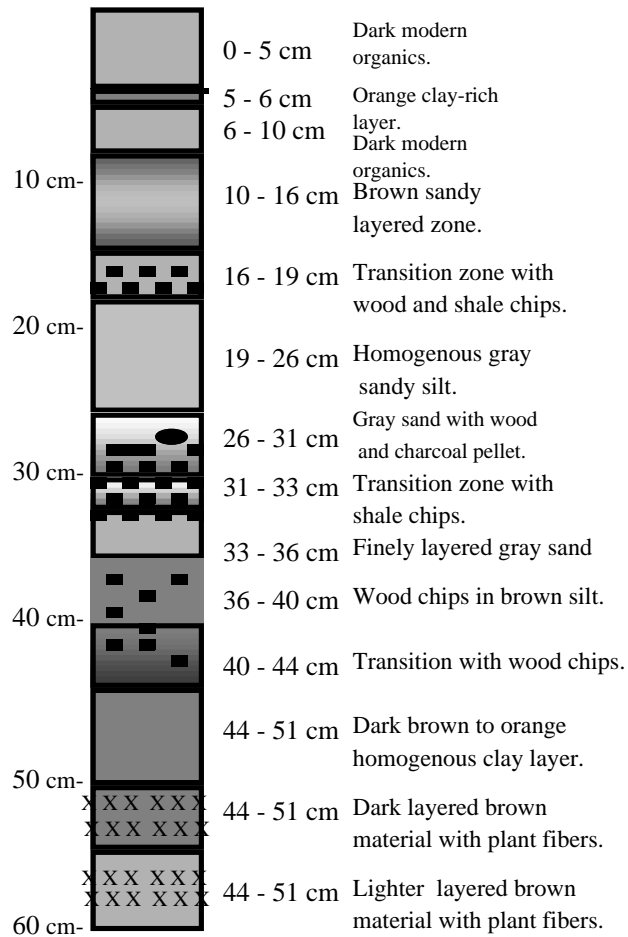 0 - 5 cm
Dark modern
organics.
5 - 6 cm
Orange clay-rich
layer.
6 - 10 cm
Dark modern
organics.
10 cm-
10 - 16 cm
Brown sandy
layered zone.
16 - 19 cm
Transition zone with
wood and shale chips.
20 cm-
19 - 26 cm
Homogenous gray
sandy silt.
26 - 31 cm
Gray sand with wood
and charcoal pellet.
30 cm-
31 - 33 cm
Transition zone with
shale chips.
33 - 36 cm
Finely layered gray sand
36 - 40 cm
Wood chips in brown silt.
40 cm-
40 - 44 cm
Transition with wood chips.
44 - 51 cm
Dark brown to orange
homogenous clay layer.
50 cm-
X X X X X X
X X X X X X
44 - 51 cm
Dark layered brown
material with plant fibers.
X X X X X X
X X X X X X
44 - 51 cm
Lighter layered brown
material with plant fibers.
60 cm-